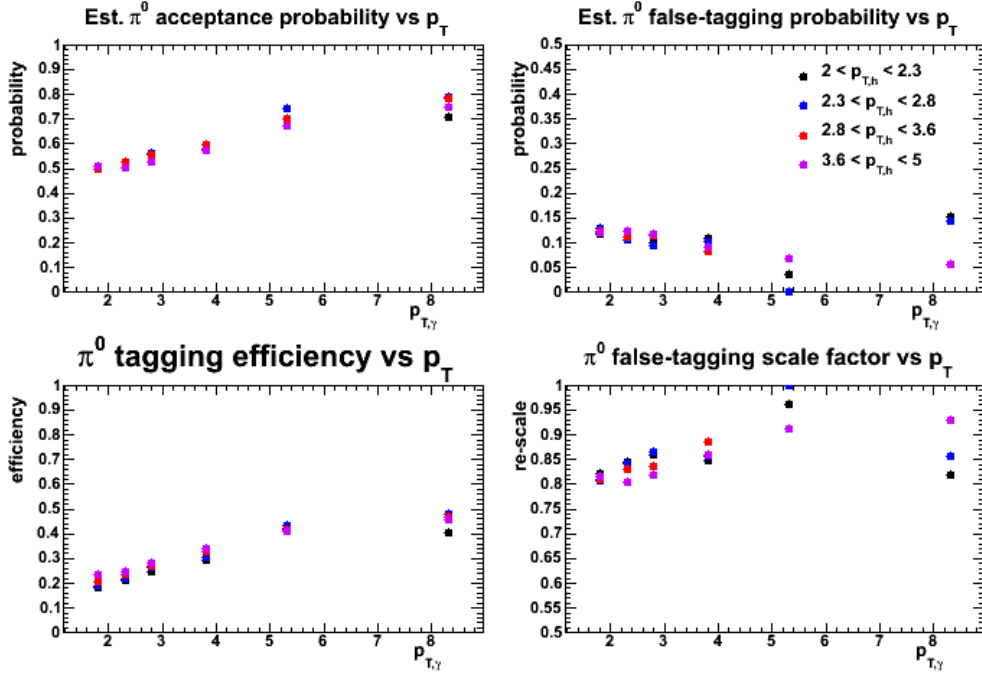 Est. π⁰ acceptance probability vs p_T
probability
1
0.9
0.8
0.7
0.6
0.5
0.4
0.3
0.2
0.1
0
2 3 4 5 6 7 8
p_T,γ
Est. π⁰ false-tagging probability vs p_T
probability
0.5
0.45
0.4
0.35
0.3
0.25
0.2
0.15
0.1
0.05
0
2 < p_T,h < 2.3
2.3 < p_T,h < 2.8
2.8 < p_T,h < 3.6
3.6 < p_T,h < 5
2 3 4 5 6 7 8
p_T,γ
π⁰ tagging efficiency vs p_T
efficiency
1
0.9
0.8
0.7
0.6
0.5
0.4
0.3
0.2
0.1
0
2 3 4 5 6 7 8
p_T,γ
π⁰ false-tagging scale factor vs p_T
re-scale
1
0.95
0.9
0.85
0.8
0.75
0.7
0.65
0.6
0.55
0.5
2 3 4 5 6 7 8
p_T,γ